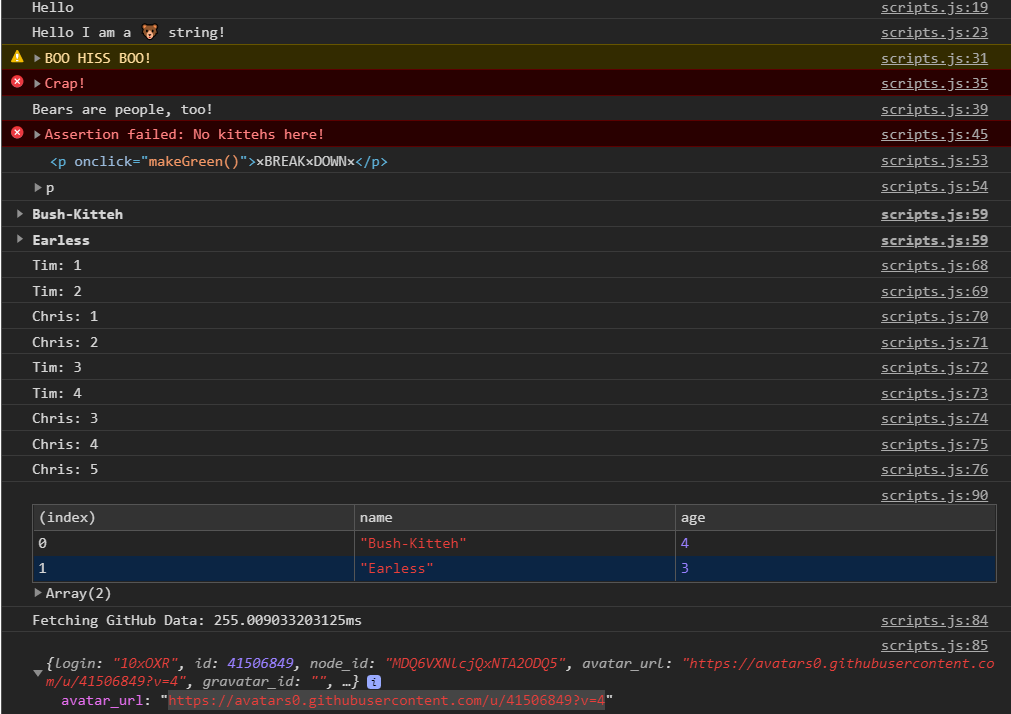 Hello scripts.js:19
Hello I am a 🐻 string! scripts.js:23
BOO HISS BOO! scripts.js:31
Crap! scripts.js:35
Bears are people, too! scripts.js:39
Assertion failed: No kittehs here! scripts.js:45
<p onclick="makeGreen()">×BREAK×DOWN×</p> scripts.js:53
p scripts.js:54
Bush-Kitteh scripts.js:59
Earless scripts.js:59
Tim: 1 scripts.js:68
Tim: 2 scripts.js:69
Chris: 1 scripts.js:70
Chris: 2 scripts.js:71
Tim: 3 scripts.js:72
Tim: 4 scripts.js:73
Chris: 3 scripts.js:74
Chris: 4 scripts.js:75
Chris: 5 scripts.js:76
scripts.js:90
(index) name age
0 "Bush-Kitteh" 4
1 "Earless" 3
Array(2)
Fetching GitHub Data: 255.009033203125ms scripts.js:84
scripts.js:85
{login: "10xOXR", id: 41506849, node_id: "MDQ6VXNlcjQxNTA2ODQ5", avatar_url: "https://avatars0.githubusercontent.co
m/u/41506849?v=4", gravatar_id: "", …} i
avatar_url: "https://avatars0.githubusercontent.com/u/41506849?v=4"